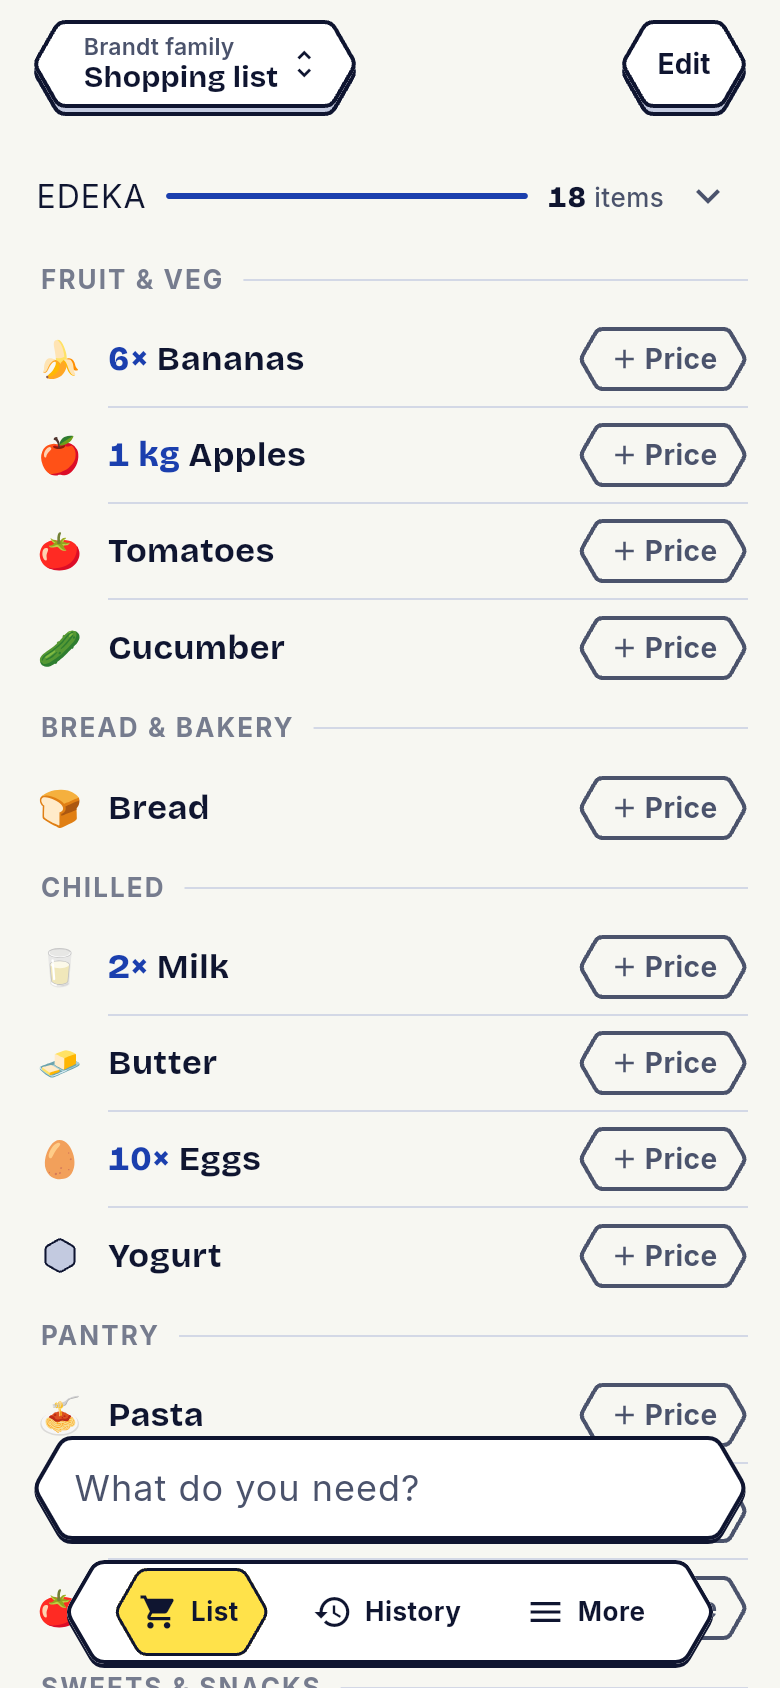 Brandt family
Shopping list
Edit
EDEKA 18 items
FRUIT & VEG
6× Bananas + Price
1 kg Apples + Price
Tomatoes + Price
Cucumber + Price
BREAD & BAKERY
Bread + Price
CHILLED
2× Milk + Price
Butter + Price
10× Eggs + Price
Yogurt + Price
PANTRY
Pasta + Price
What do you need?
List History More
SWEETS & SNACKS